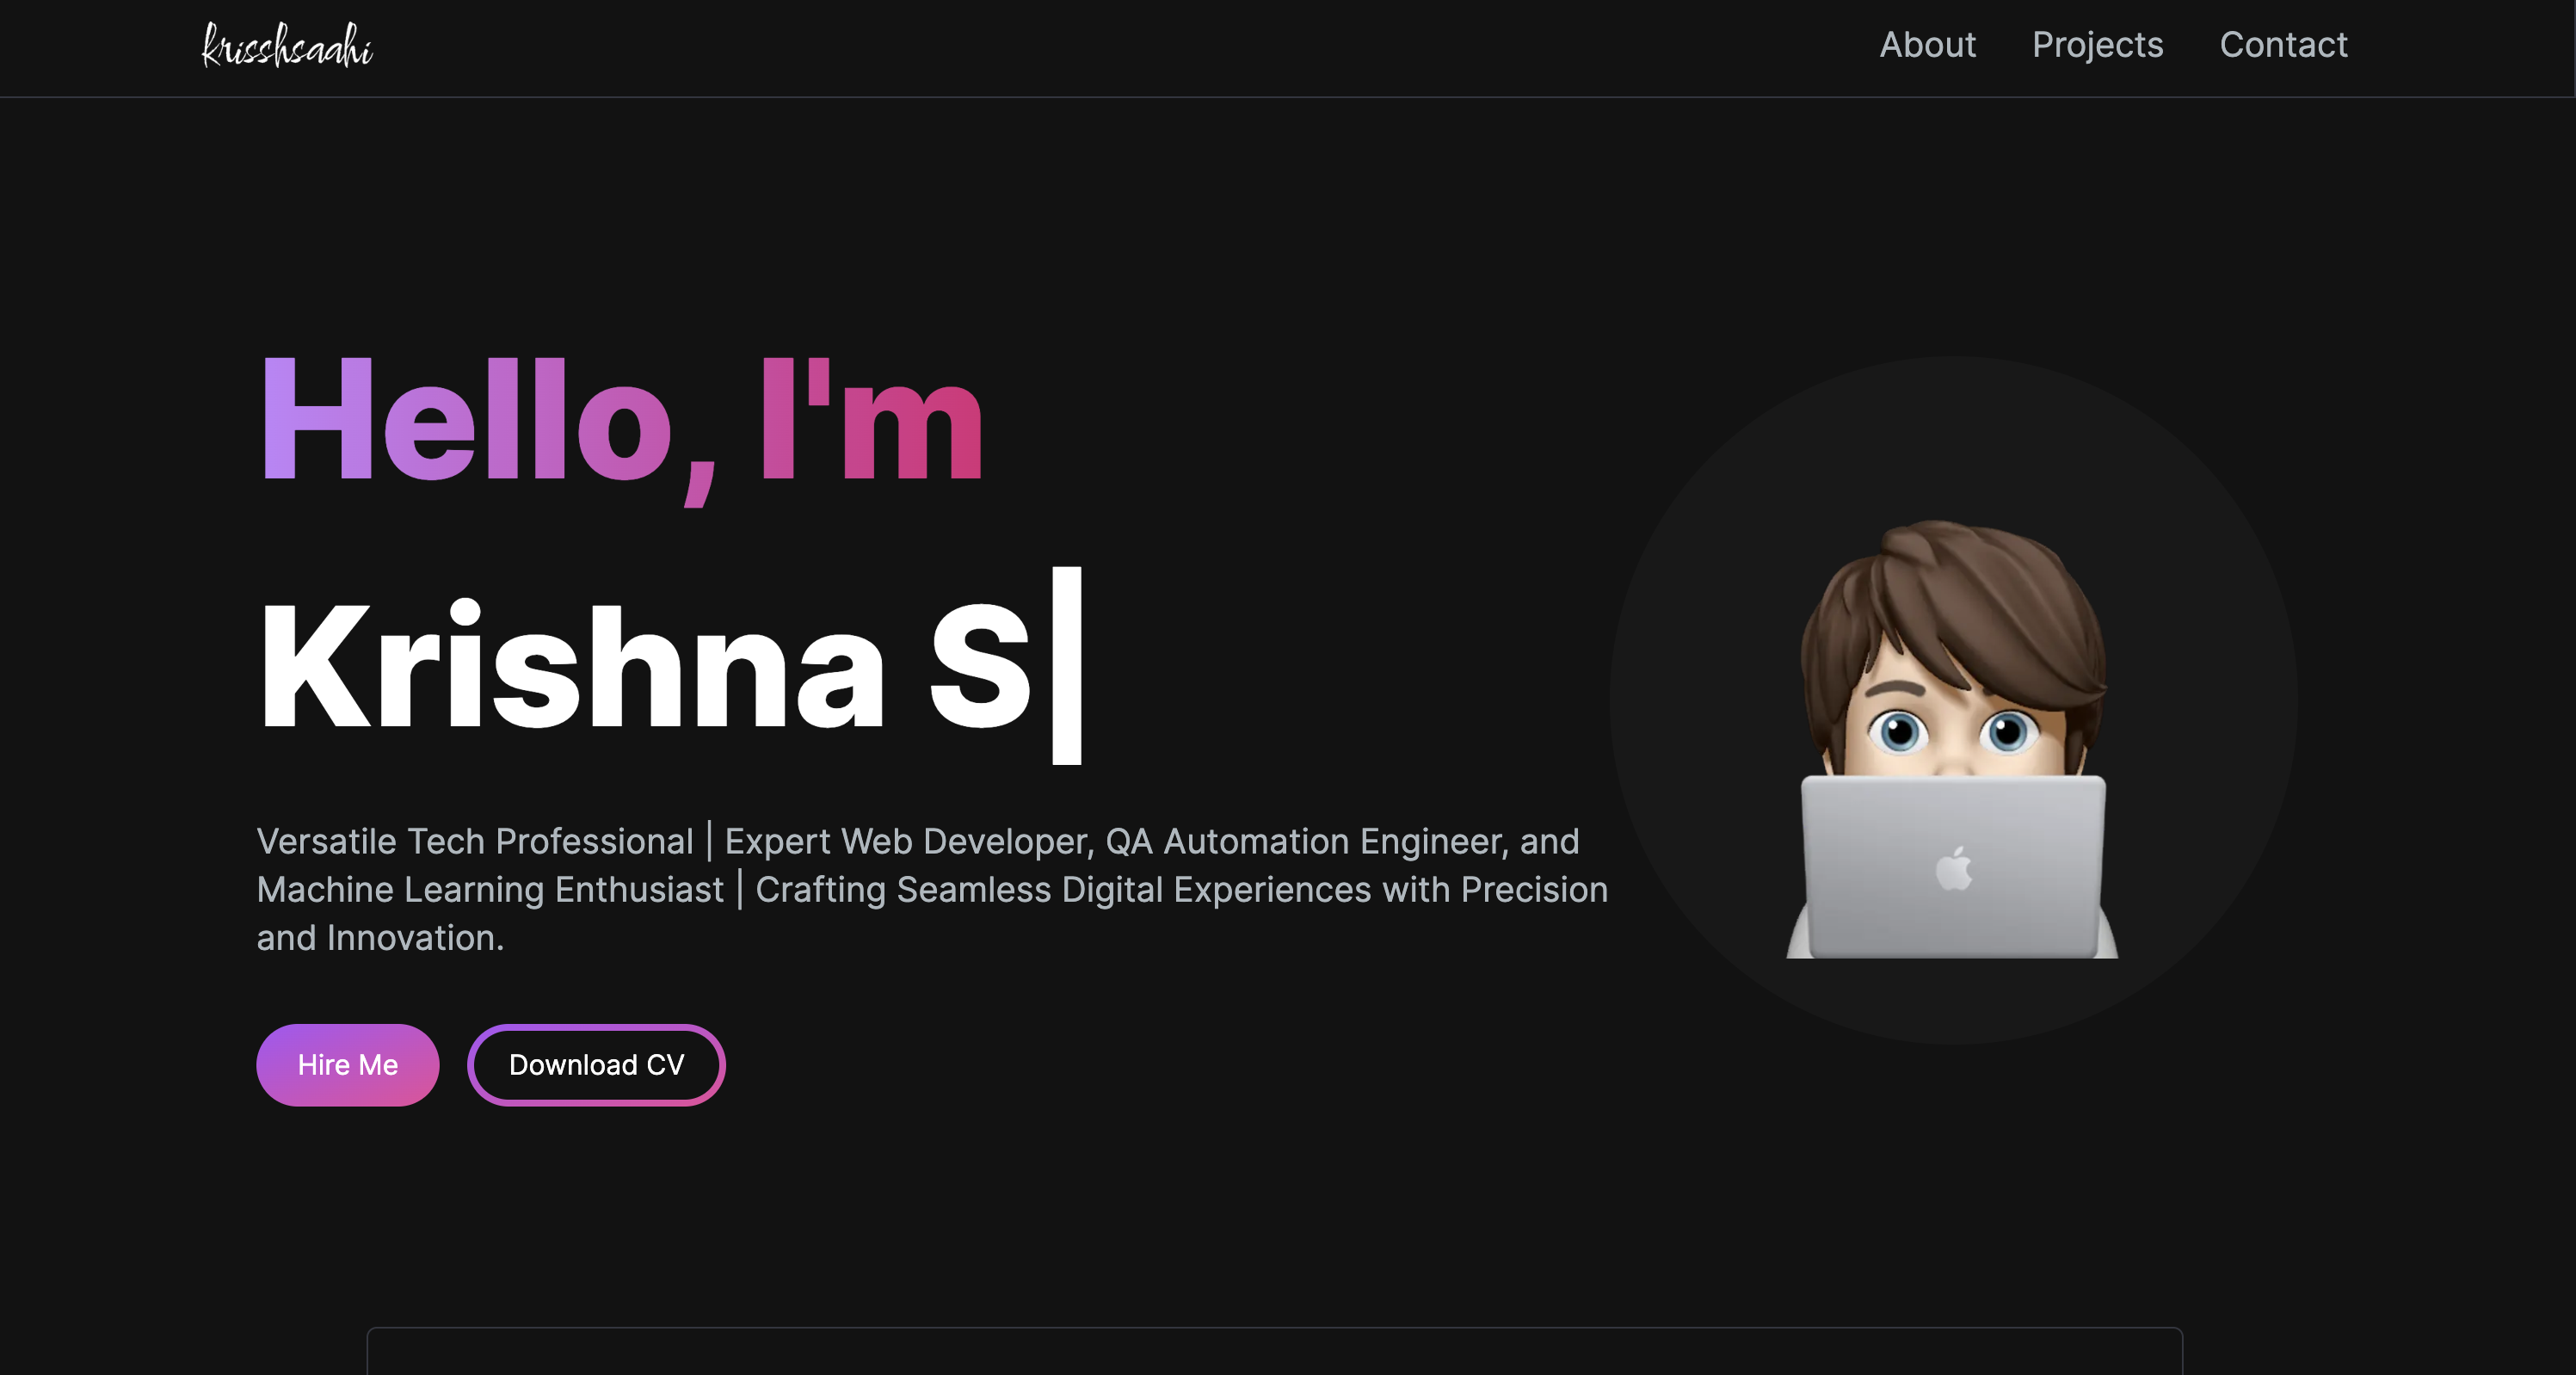 krisshsaahi
About Projects Contact
Hello, I'm
Krishna S
Versatile Tech Professional | Expert Web Developer, QA Automation Engineer, and
Machine Learning Enthusiast | Crafting Seamless Digital Experiences with Precision
and Innovation.
Hire Me
Download CV